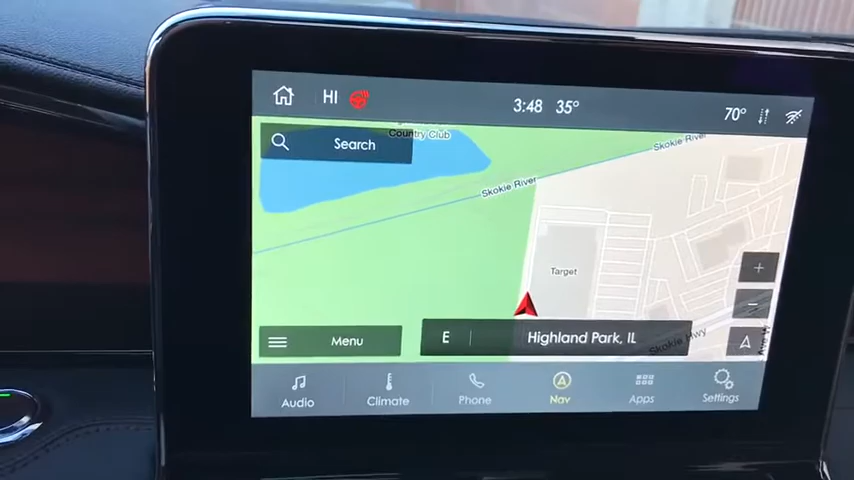 HI 3:48 35° 70°
Search
Country Club
Skokie River
Skokie River
Target
Menu
E Highland Park, IL
Skokie Hwy
Audio Climate Phone Nav Apps Settings